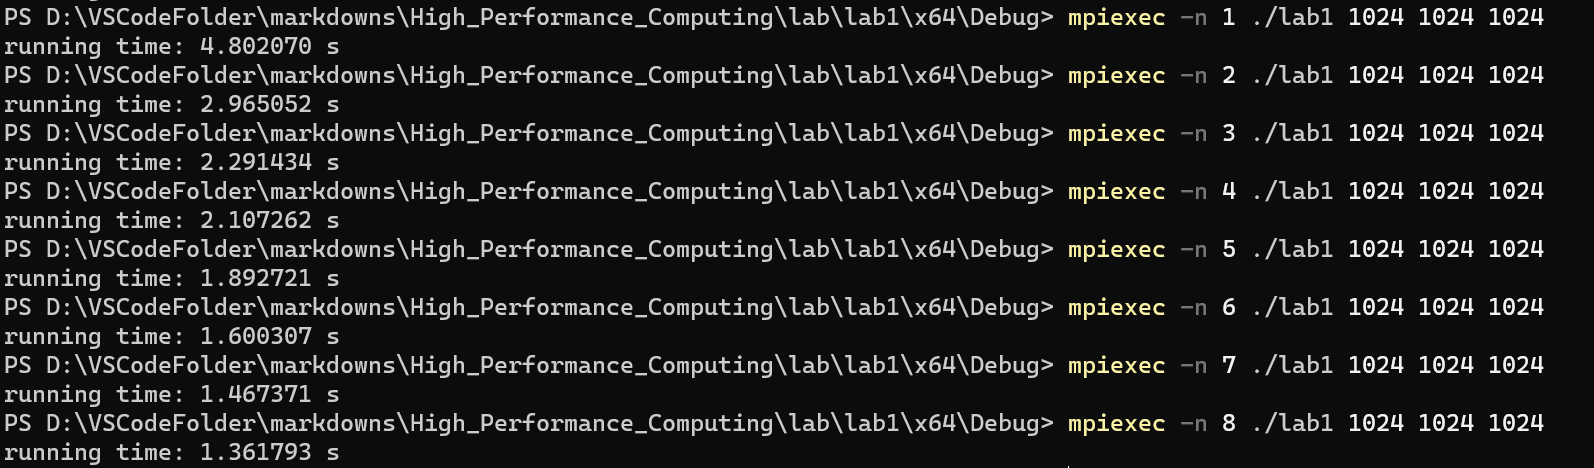 PS D:\VSCodeFolder\markdowns\High_Performance_Computing\lab\lab1\x64\Debug> mpiexec -n 1 ./lab1 1024 1024 1024
running time: 4.802070 s
PS D:\VSCodeFolder\markdowns\High_Performance_Computing\lab\lab1\x64\Debug> mpiexec -n 2 ./lab1 1024 1024 1024
running time: 2.965052 s
PS D:\VSCodeFolder\markdowns\High_Performance_Computing\lab\lab1\x64\Debug> mpiexec -n 3 ./lab1 1024 1024 1024
running time: 2.291434 s
PS D:\VSCodeFolder\markdowns\High_Performance_Computing\lab\lab1\x64\Debug> mpiexec -n 4 ./lab1 1024 1024 1024
running time: 2.107262 s
PS D:\VSCodeFolder\markdowns\High_Performance_Computing\lab\lab1\x64\Debug> mpiexec -n 5 ./lab1 1024 1024 1024
running time: 1.892721 s
PS D:\VSCodeFolder\markdowns\High_Performance_Computing\lab\lab1\x64\Debug> mpiexec -n 6 ./lab1 1024 1024 1024
running time: 1.600307 s
PS D:\VSCodeFolder\markdowns\High_Performance_Computing\lab\lab1\x64\Debug> mpiexec -n 7 ./lab1 1024 1024 1024
running time: 1.467371 s
PS D:\VSCodeFolder\markdowns\High_Performance_Computing\lab\lab1\x64\Debug> mpiexec -n 8 ./lab1 1024 1024 1024
running time: 1.361793 s